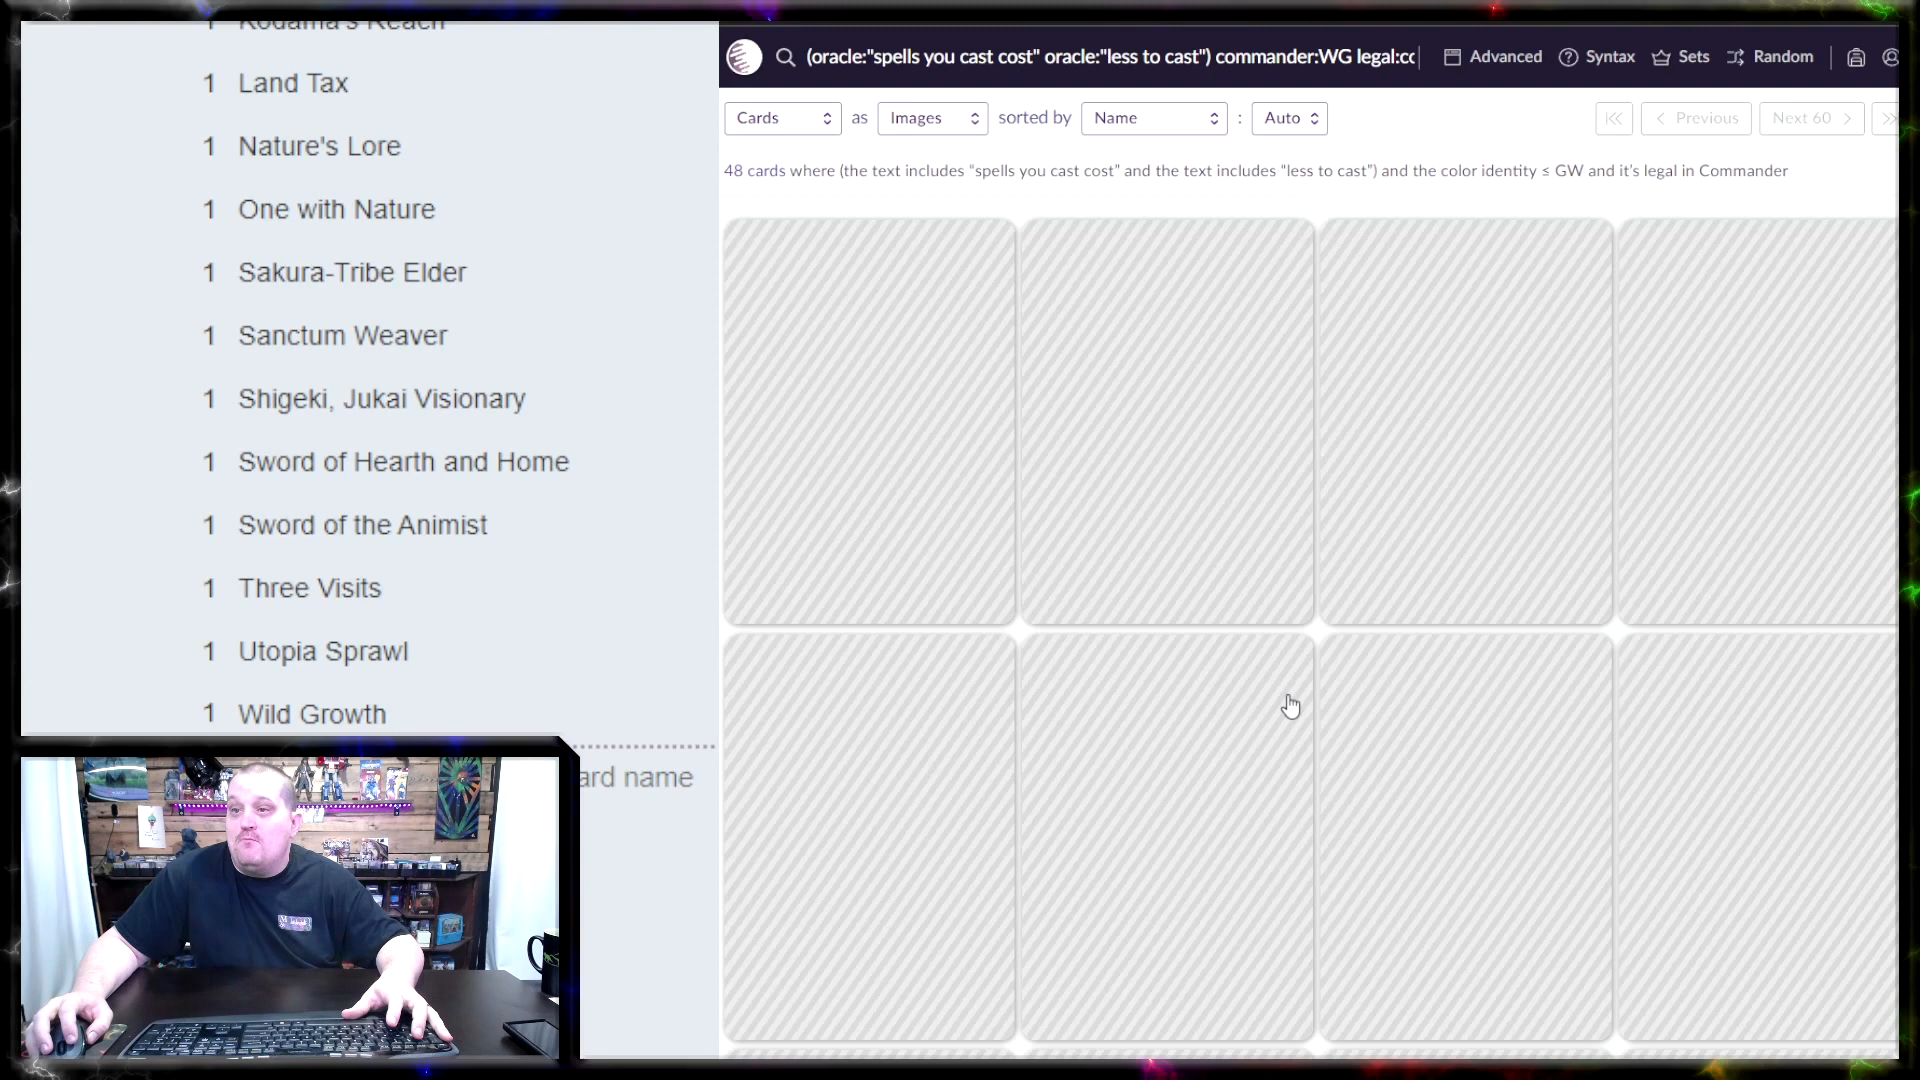 1 Kodama's Reach
1 Land Tax
1 Nature's Lore
1 One with Nature
1 Sakura-Tribe Elder
1 Sanctum Weaver
1 Shigeki, Jukai Visionary
1 Sword of Hearth and Home
1 Sword of the Animist
1 Three Visits
1 Utopia Sprawl
1 Wild Growth
ard name
(oracle:"spells you cast cost" oracle:"less to cast") commander:WG legal:cc
Advanced
Syntax
Sets
Random
Cards as Images sorted by Name : Auto
Previous
Next 60
48 cards where (the text includes “spells you cast cost” and the text includes “less to cast”) and the color identity ≤ GW and it’s legal in Commander